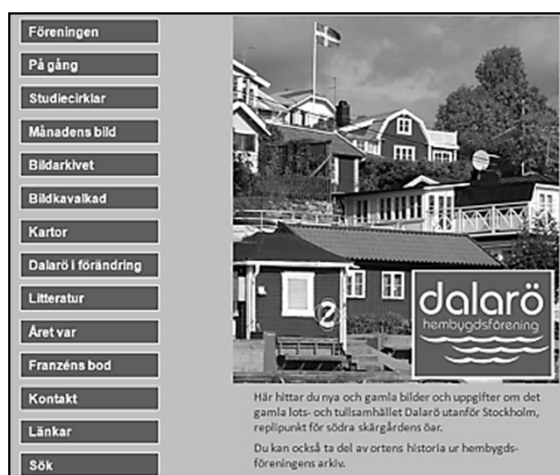 Föreningen
På gång
Studiecirklar
Månadens bild
Bildarkivet
Bildkavalkad
Kartor
Dalarö i förändring
Litteratur
Året var
Franzéns bod
Kontakt
Länkar
Sök
2
dalarö
hembygdsförening
Här hittar du nya och gamla bilder och uppgifter om det
gamla lots- och tullsamhället Dalarö utanför Stockholm,
replipunkt för södra skärgårdens öar.
Du kan också ta del av ortens historia ur hembygds-
föreningens arkiv.